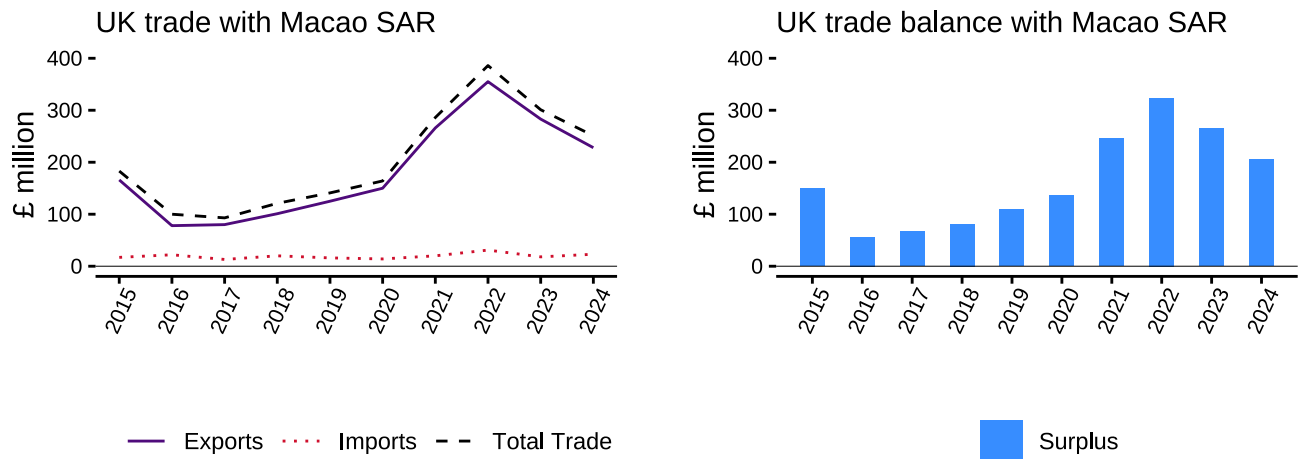 UK trade with Macao SAR
£ million
400
300
200
100
0
2015 2016 2017 2018 2019 2020 2021 2022 2023 2024
Exports Imports Total Trade
UK trade balance with Macao SAR
£ million
400
300
200
100
0
2015 2016 2017 2018 2019 2020 2021 2022 2023 2024
Surplus